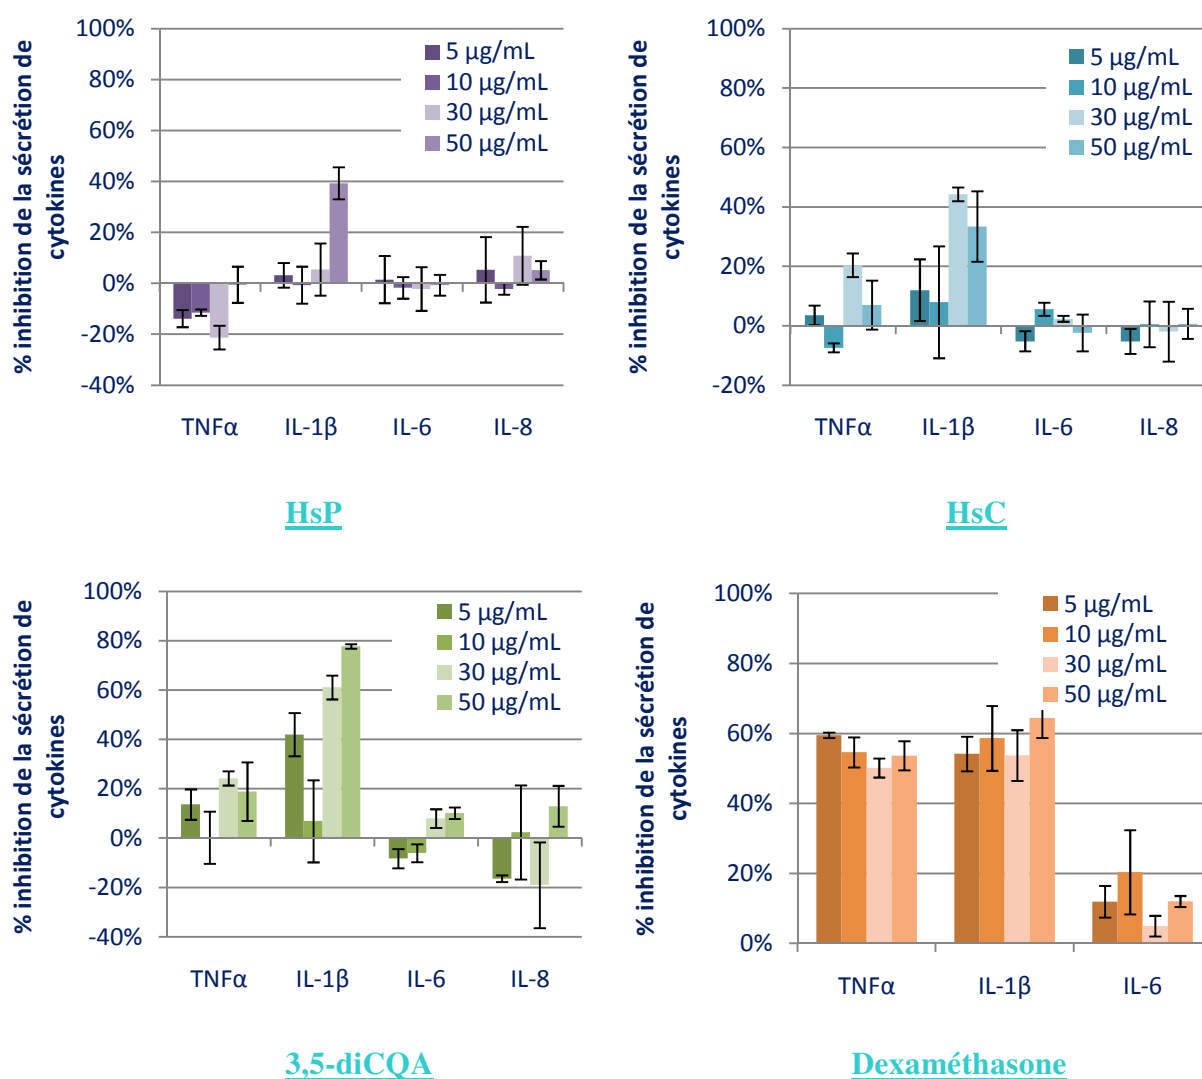 % inhibition de la sécrétion de
cytokines
100%
80%
60%
40%
20%
0%
-20%
-40%
5 µg/mL
10 µg/mL
30 µg/mL
50 µg/mL
TNFα IL-1β IL-6 IL-8
HsP
% inhibition de la sécrétion de
cytokines
100%
80%
60%
40%
20%
0%
-20%
5 µg/mL
10 µg/mL
30 µg/mL
50 µg/mL
TNFα IL-1β IL-6 IL-8
HsC
% inhibition de la sécrétion de
cytokines
100%
80%
60%
40%
20%
0%
-20%
-40%
5 µg/mL
10 µg/mL
30 µg/mL
50 µg/mL
TNFα IL-1β IL-6 IL-8
3,5-diCQA
% inhibition de la sécrétion de
cytokines
100%
80%
60%
40%
20%
0%
5 µg/mL
10 µg/mL
30 µg/mL
50 µg/mL
TNFα IL-1β IL-6
Dexaméthasone